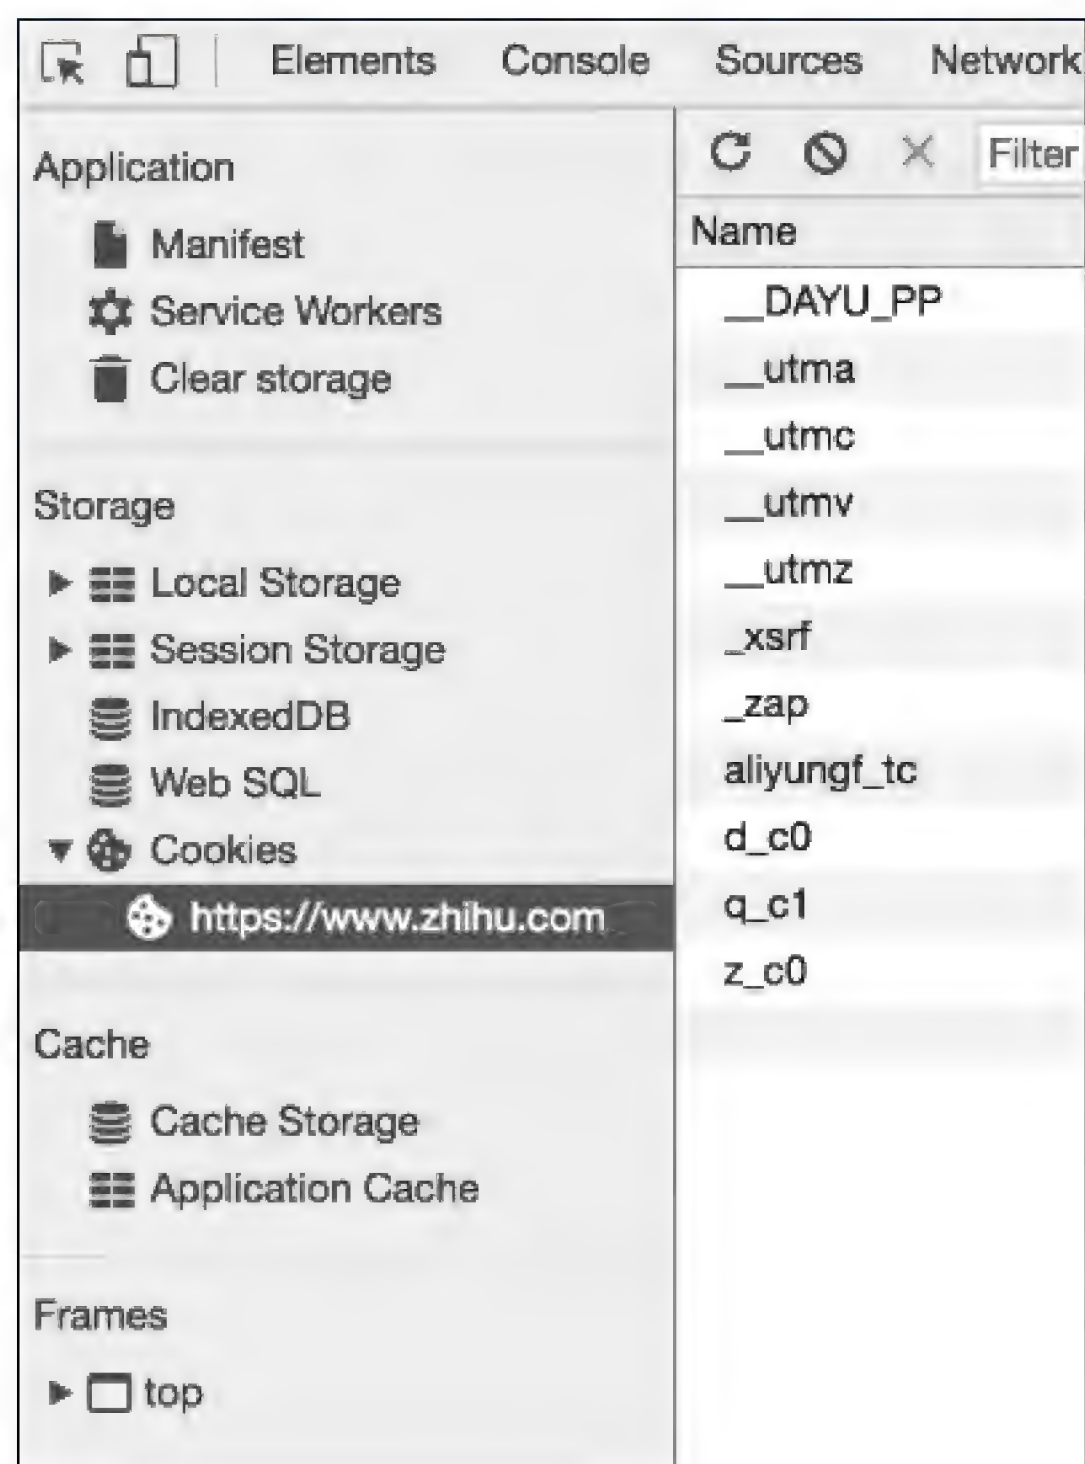 Elements Console Sources Network
Application
Manifest
Service Workers
Clear storage
Storage
Local Storage
Session Storage
IndexedDB
Web SQL
Cookies
https://www.zhihu.com
Cache
Cache Storage
Application Cache
Frames
top
Filter
Name
__DAYU_PP
__utma
__utmc
__utmv
__utmz
_xsrf
_zap
aliyungf_tc
d_c0
q_c1
z_c0